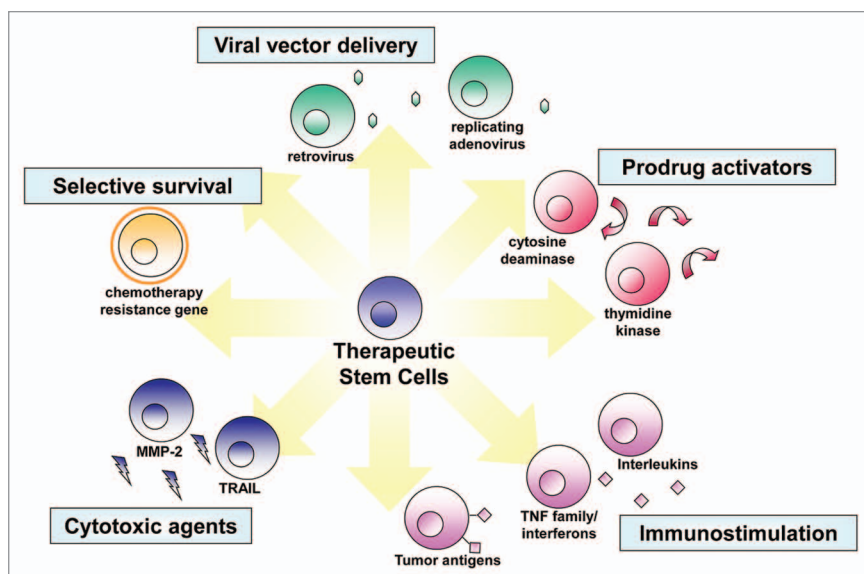 Viral vector delivery
retrovirus
replicating
adenovirus
Prodrug activators
cytosine
deaminase
thymidine
kinase
Selective survival
chemotherapy
resistance gene
Therapeutic
Stem Cells
MMP-2
TRAIL
Cytotoxic agents
Interleukins
TNF family/
interferons
Tumor antigens
Immunostimulation